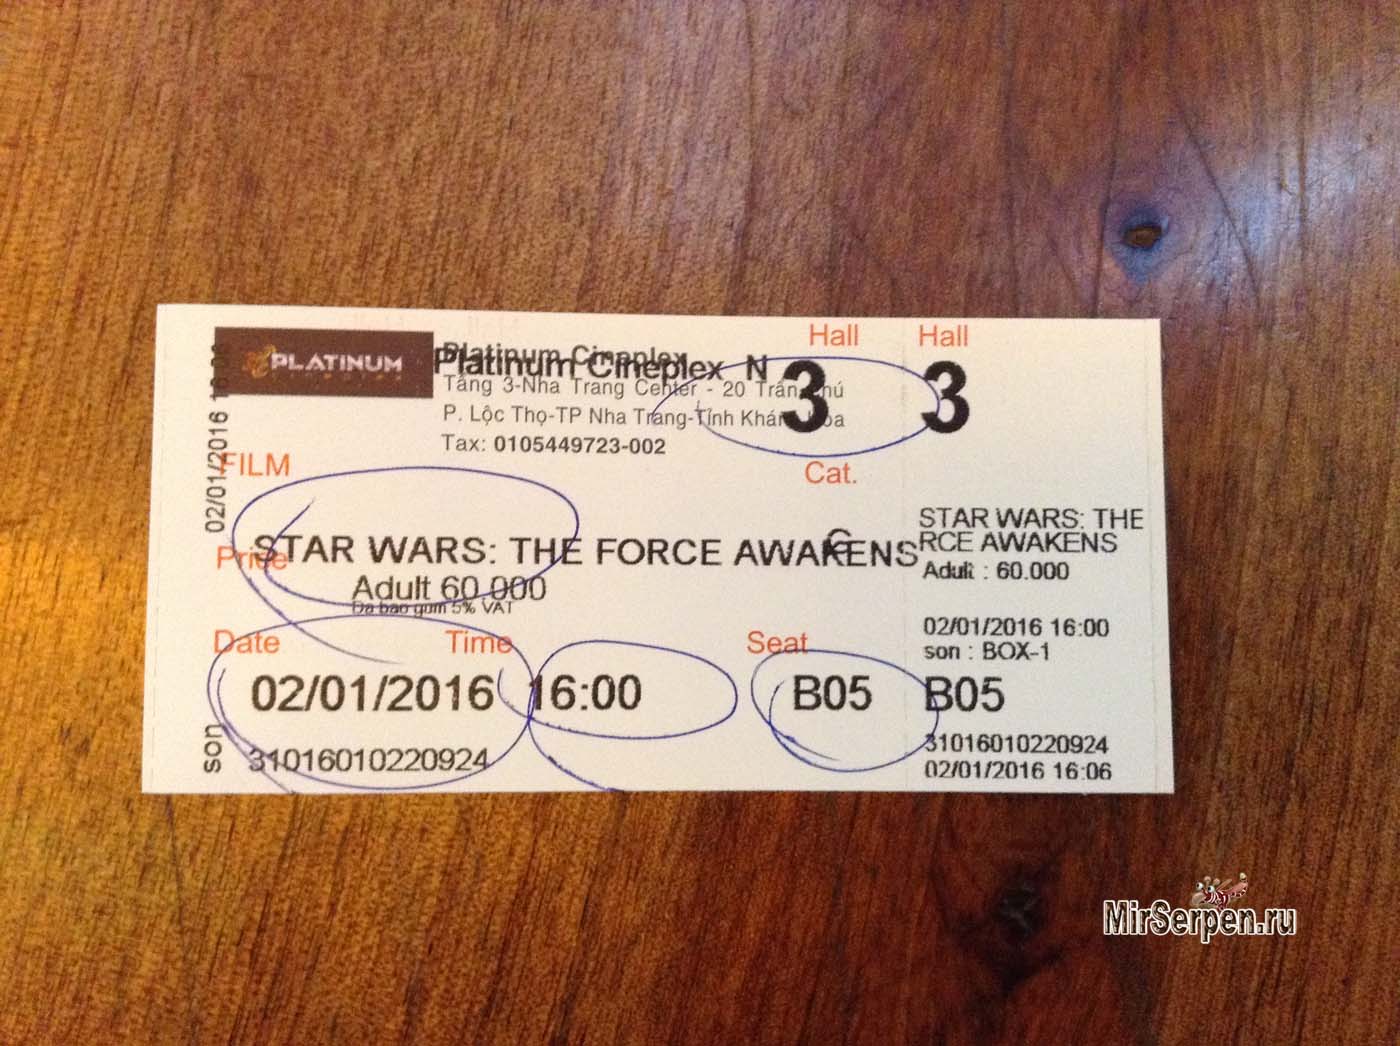 PLATINUM
Platinum Cineplex
Platinum Cineplex N
Tầng 3-Nha Trang Center - 20 Trần Phú
P. Lộc Thọ-TP Nha Trang-Tỉnh Khánh Hòa
Tax: 0105449723-002
Hall
3
Cat.
C
FILM
STAR WARS: THE FORCE AWAKENS
Price
Adult 60.000
Da bao gum 5% VAT
Date
Time
Seat
02/01/2016
16:00
B05
31016010220924
02/01/2016
son
Hall
3
STAR WARS: THE
RCE AWAKENS
Adult : 60.000
02/01/2016 16:00
son : BOX-1
B05
31016010220924
02/01/2016 16:06
MirSerpen.ru